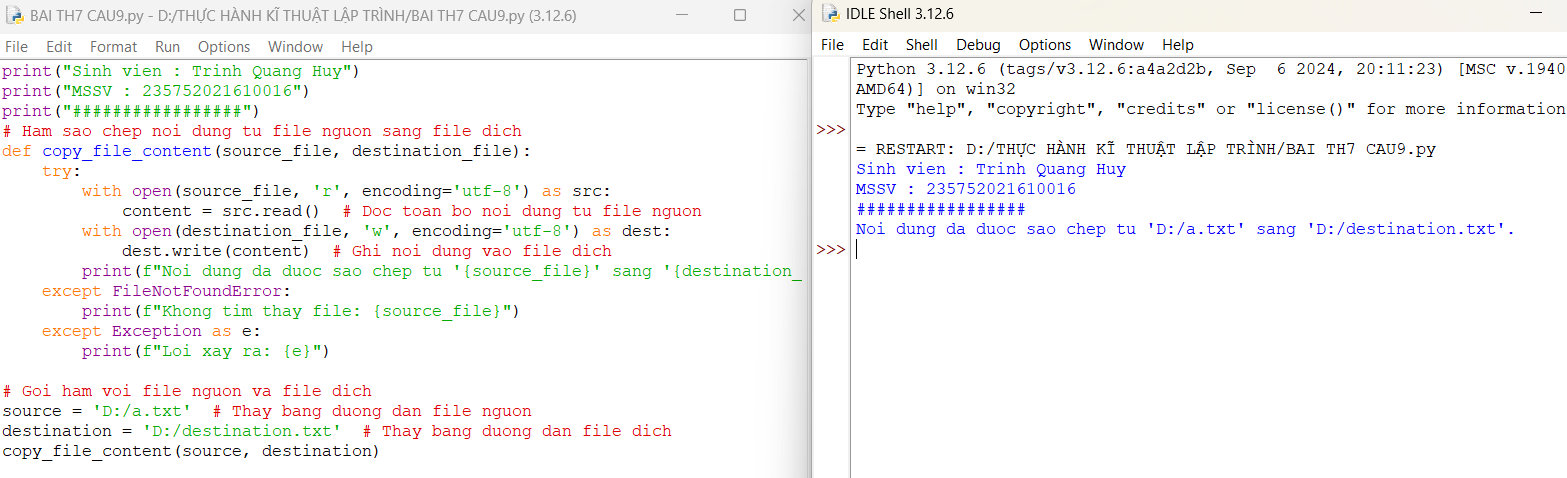 BAI TH7 CAU9.py - D:/THỰC HÀNH KĨ THUẬT LẬP TRÌNH/BAI TH7 CAU9.py (3.12.6)
File Edit Format Run Options Window Help
print("Sinh vien : Trinh Quang Huy")
print("MSSV : 235752021610016")
print("#################")
# Ham sao chep noi dung tu file nguon sang file dich
def copy_file_content(source_file, destination_file):
    try:
        with open(source_file, 'r', encoding='utf-8') as src:
            content = src.read()  # Doc toan bo noi dung tu file nguon
        with open(destination_file, 'w', encoding='utf-8') as dest:
            dest.write(content)  # Ghi noi dung vao file dich
        print(f"Noi dung da duoc sao chep tu '{source_file}' sang '{destination_
    except FileNotFoundError:
        print(f"Khong tim thay file: {source_file}")
    except Exception as e:
        print(f"Loi xay ra: {e}")
# Goi ham voi file nguon va file dich
source = 'D:/a.txt'  # Thay bang duong dan file nguon
destination = 'D:/destination.txt'  # Thay bang duong dan file dich
copy_file_content(source, destination)
IDLE Shell 3.12.6
File Edit Shell Debug Options Window Help
Python 3.12.6 (tags/v3.12.6:a4a2d2b, Sep  6 2024, 20:11:23) [MSC v.1940
AMD64)] on win32
Type "help", "copyright", "credits" or "license()" for more information
>>>
= RESTART: D:/THỰC HÀNH KĨ THUẬT LẬP TRÌNH/BAI TH7 CAU9.py
Sinh vien : Trinh Quang Huy
MSSV : 235752021610016
#################
Noi dung da duoc sao chep tu 'D:/a.txt' sang 'D:/destination.txt'.
>>>